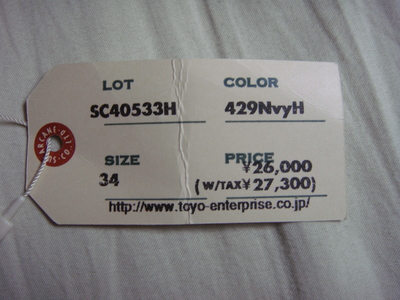 LOT COLOR
SC40533H 429NvyH
SIZE PRICE
34 ¥26,000
(W/TAX¥27,300)
http://www.toyo-enterprise.co.jp/